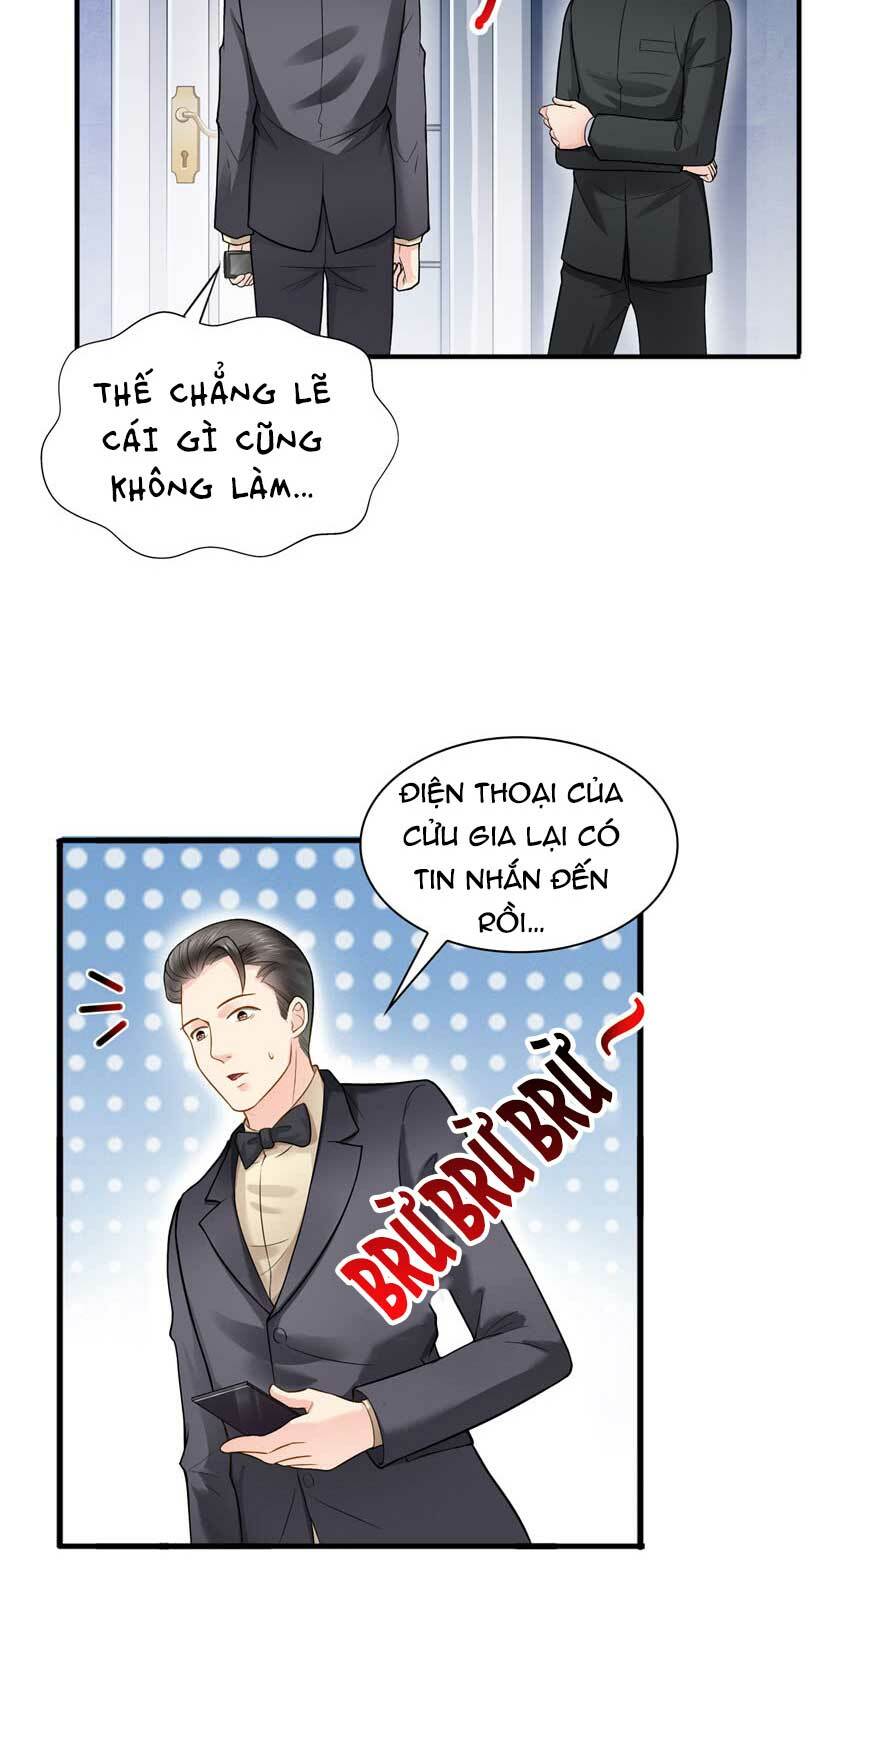 THẾ CHẲNG LẼ
CÁI GÌ CŨNG
KHÔNG LÀM...
ĐIỆN THOẠI CỦA
CỬU GIA LẠI CÓ
TIN NHẮN ĐẾN
RỒI...
BRỪ BRỪ BRỪ ~